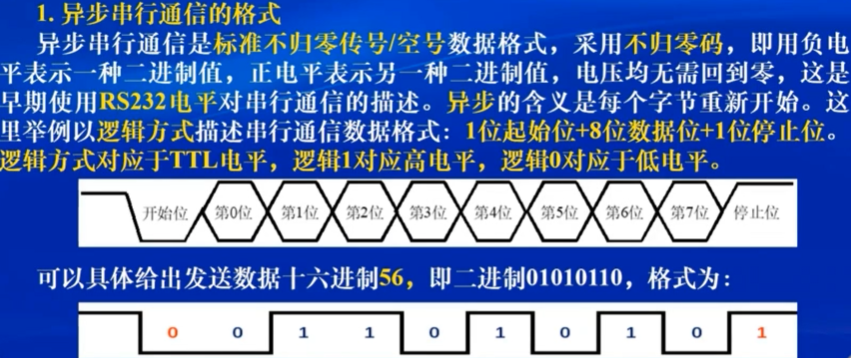 1. 异步串行通信的格式
异步串行通信是标准不归零传号/空号数据格式，采用不归零码，即用负电
平表示一种二进制值，正电平表示另一种二进制值，电压均无需回到零，这是
早期使用RS232电平对串行通信的描述。异步的含义是每个字节重新开始。这
里举例以逻辑方式描述串行通信数据格式：1位起始位+8位数据位+1位停止位。
逻辑方式对应于TTL电平，逻辑1对应高电平，逻辑0对应于低电平。
开始位 第0位 第1位 第2位 第3位 第4位 第5位 第6位 第7位 停止位
可以具体给出发送数据十六进制56，即二进制01010110，格式为：
0 0 1 1 0 1 0 1 0 1